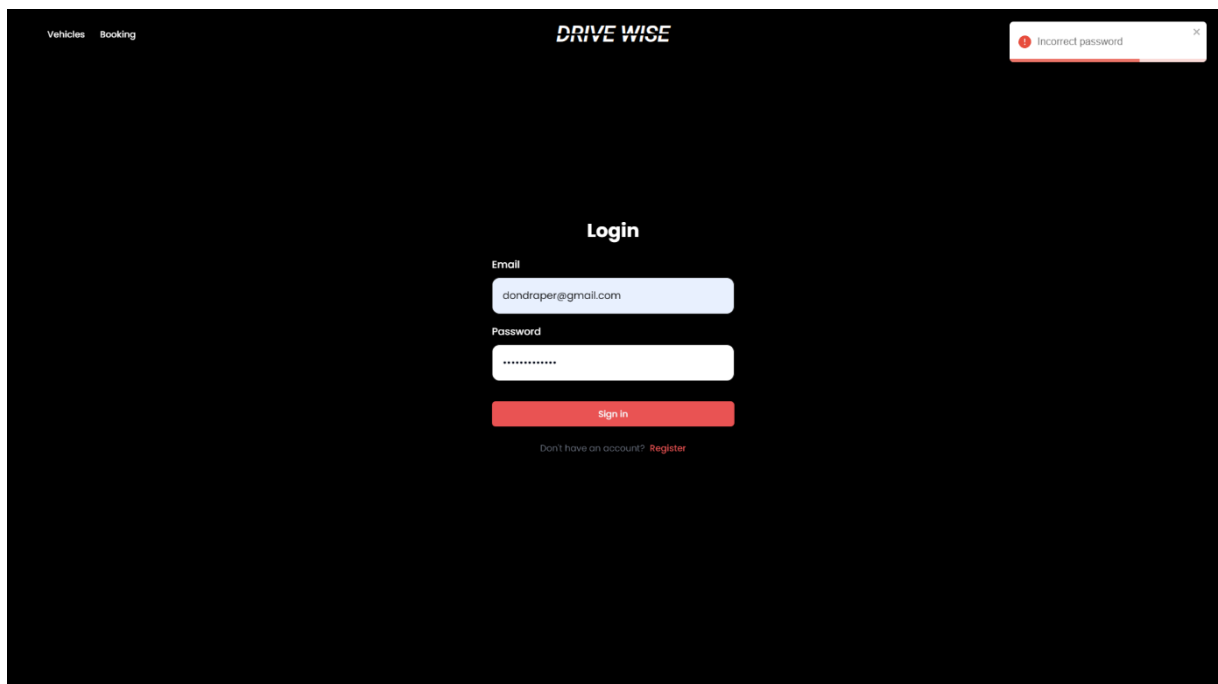 Vehicles Booking
DRIVE WISE
Incorrect password
Login
Email
dondraper@gmail.com
Password
•••••••••••••
Sign in
Don't have an account? Register